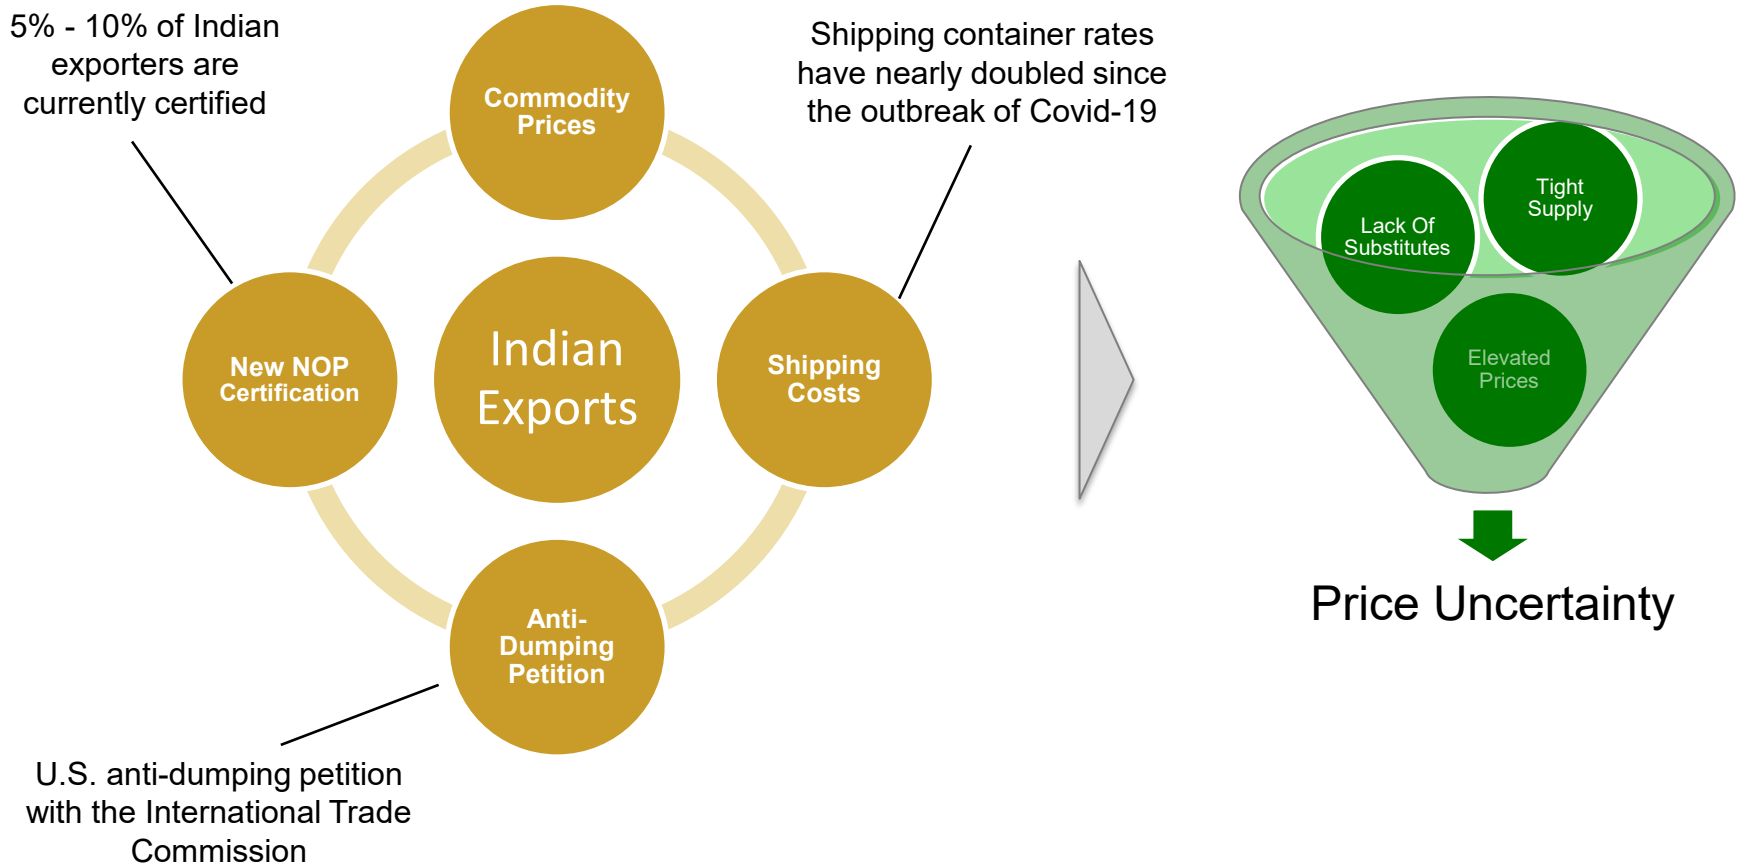 5% - 10% of Indian
exporters are
currently certified
Commodity
Prices
Shipping container rates
have nearly doubled since
the outbreak of Covid-19
New NOP
Certification
Indian
Exports
Shipping
Costs
Anti-
Dumping
Petition
U.S. anti-dumping petition
with the International Trade
Commission
Tight
Supply
Lack Of
Substitutes
Elevated
Prices
Price Uncertainty